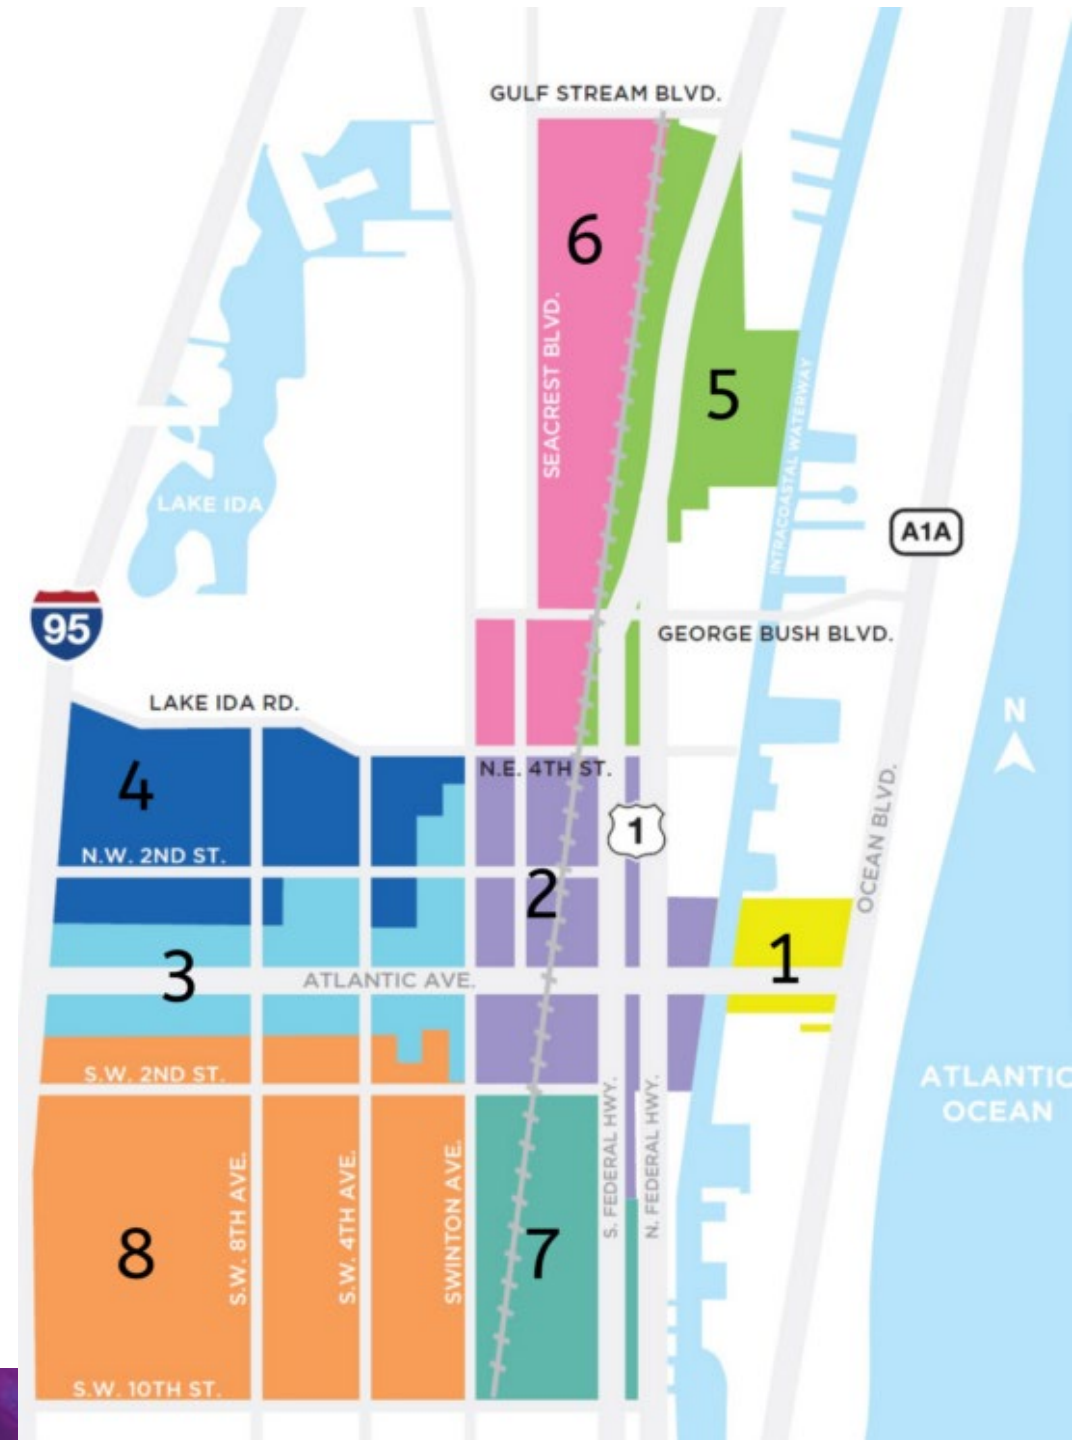 GULF STREAM BLVD.
6
SEACREST BLVD.
5
INTRACOASTAL WATERWAY
LAKE IDA
A1A
95
GEORGE BUSH BLVD.
LAKE IDA RD.
N
4
N.E. 4TH ST.
1
OCEAN BLVD.
N.W. 2ND ST.
2
3
1
ATLANTIC AVE.
S.W. 2ND ST.
ATLANTIC
OCEAN
S.W. 8TH AVE.
S.W. 4TH AVE.
SWINTON AVE.
S. FEDERAL HWY.
N. FEDERAL HWY.
8
7
S.W. 10TH ST.